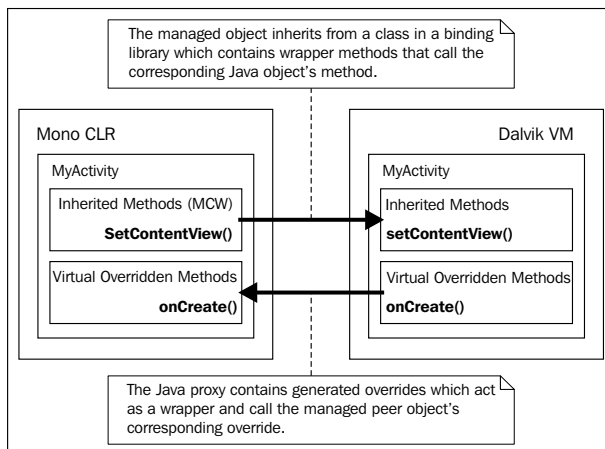 The managed object inherits from a class in a binding
library which contains wrapper methods that call the
corresponding Java object's method.
Mono CLR
MyActivity
Inherited Methods (MCW)
SetContentView()
Virtual Overridden Methods
onCreate()
Dalvik VM
MyActivity
Inherited Methods
setContentView()
Virtual Overridden Methods
onCreate()
The Java proxy contains generated overrides which act
as a wrapper and call the managed peer object's
corresponding override.